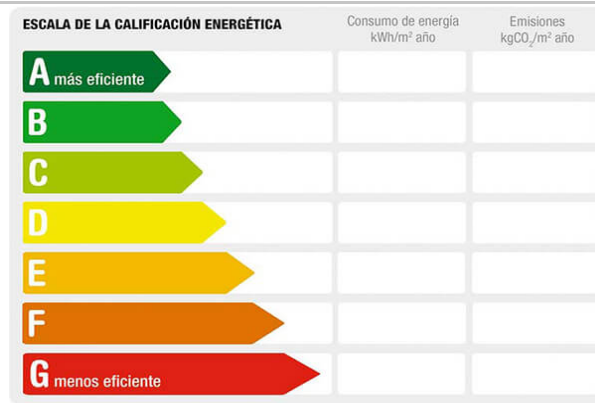 ESCALA DE LA CALIFICACIÓN ENERGÉTICA
Consumo de energía
kWh/m² año
Emisiones
kgCO₂/m² año
A más eficiente
B
C
D
E
F
G menos eficiente